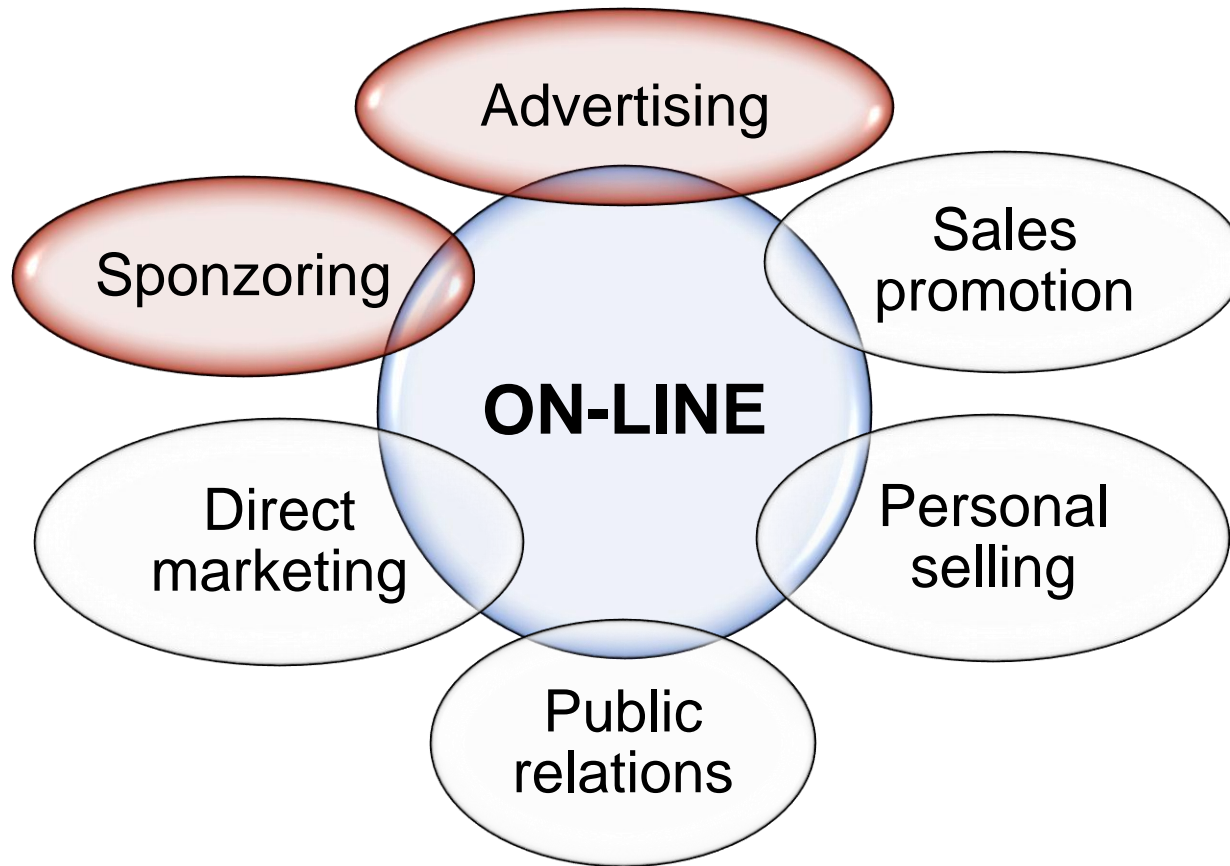 Advertising
Sales
promotion
Sponzoring
ON-LINE
Direct
marketing
Personal
selling
Public
relations